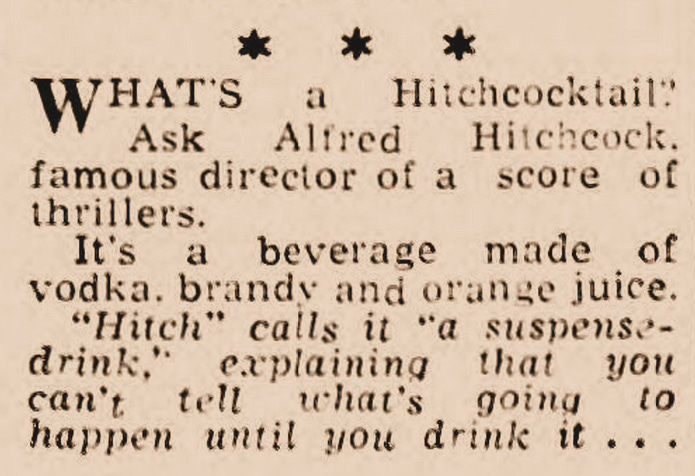 * * *
WHAT'S a Hitchcocktail?
Ask Alfred Hitchcock,
famous director of a score of
thrillers.
It's a beverage made of
vodka, brandy and orange juice.
"Hitch" calls it "a suspense-
drink," explaining that you
can't tell what's going to
happen until you drink it . . .